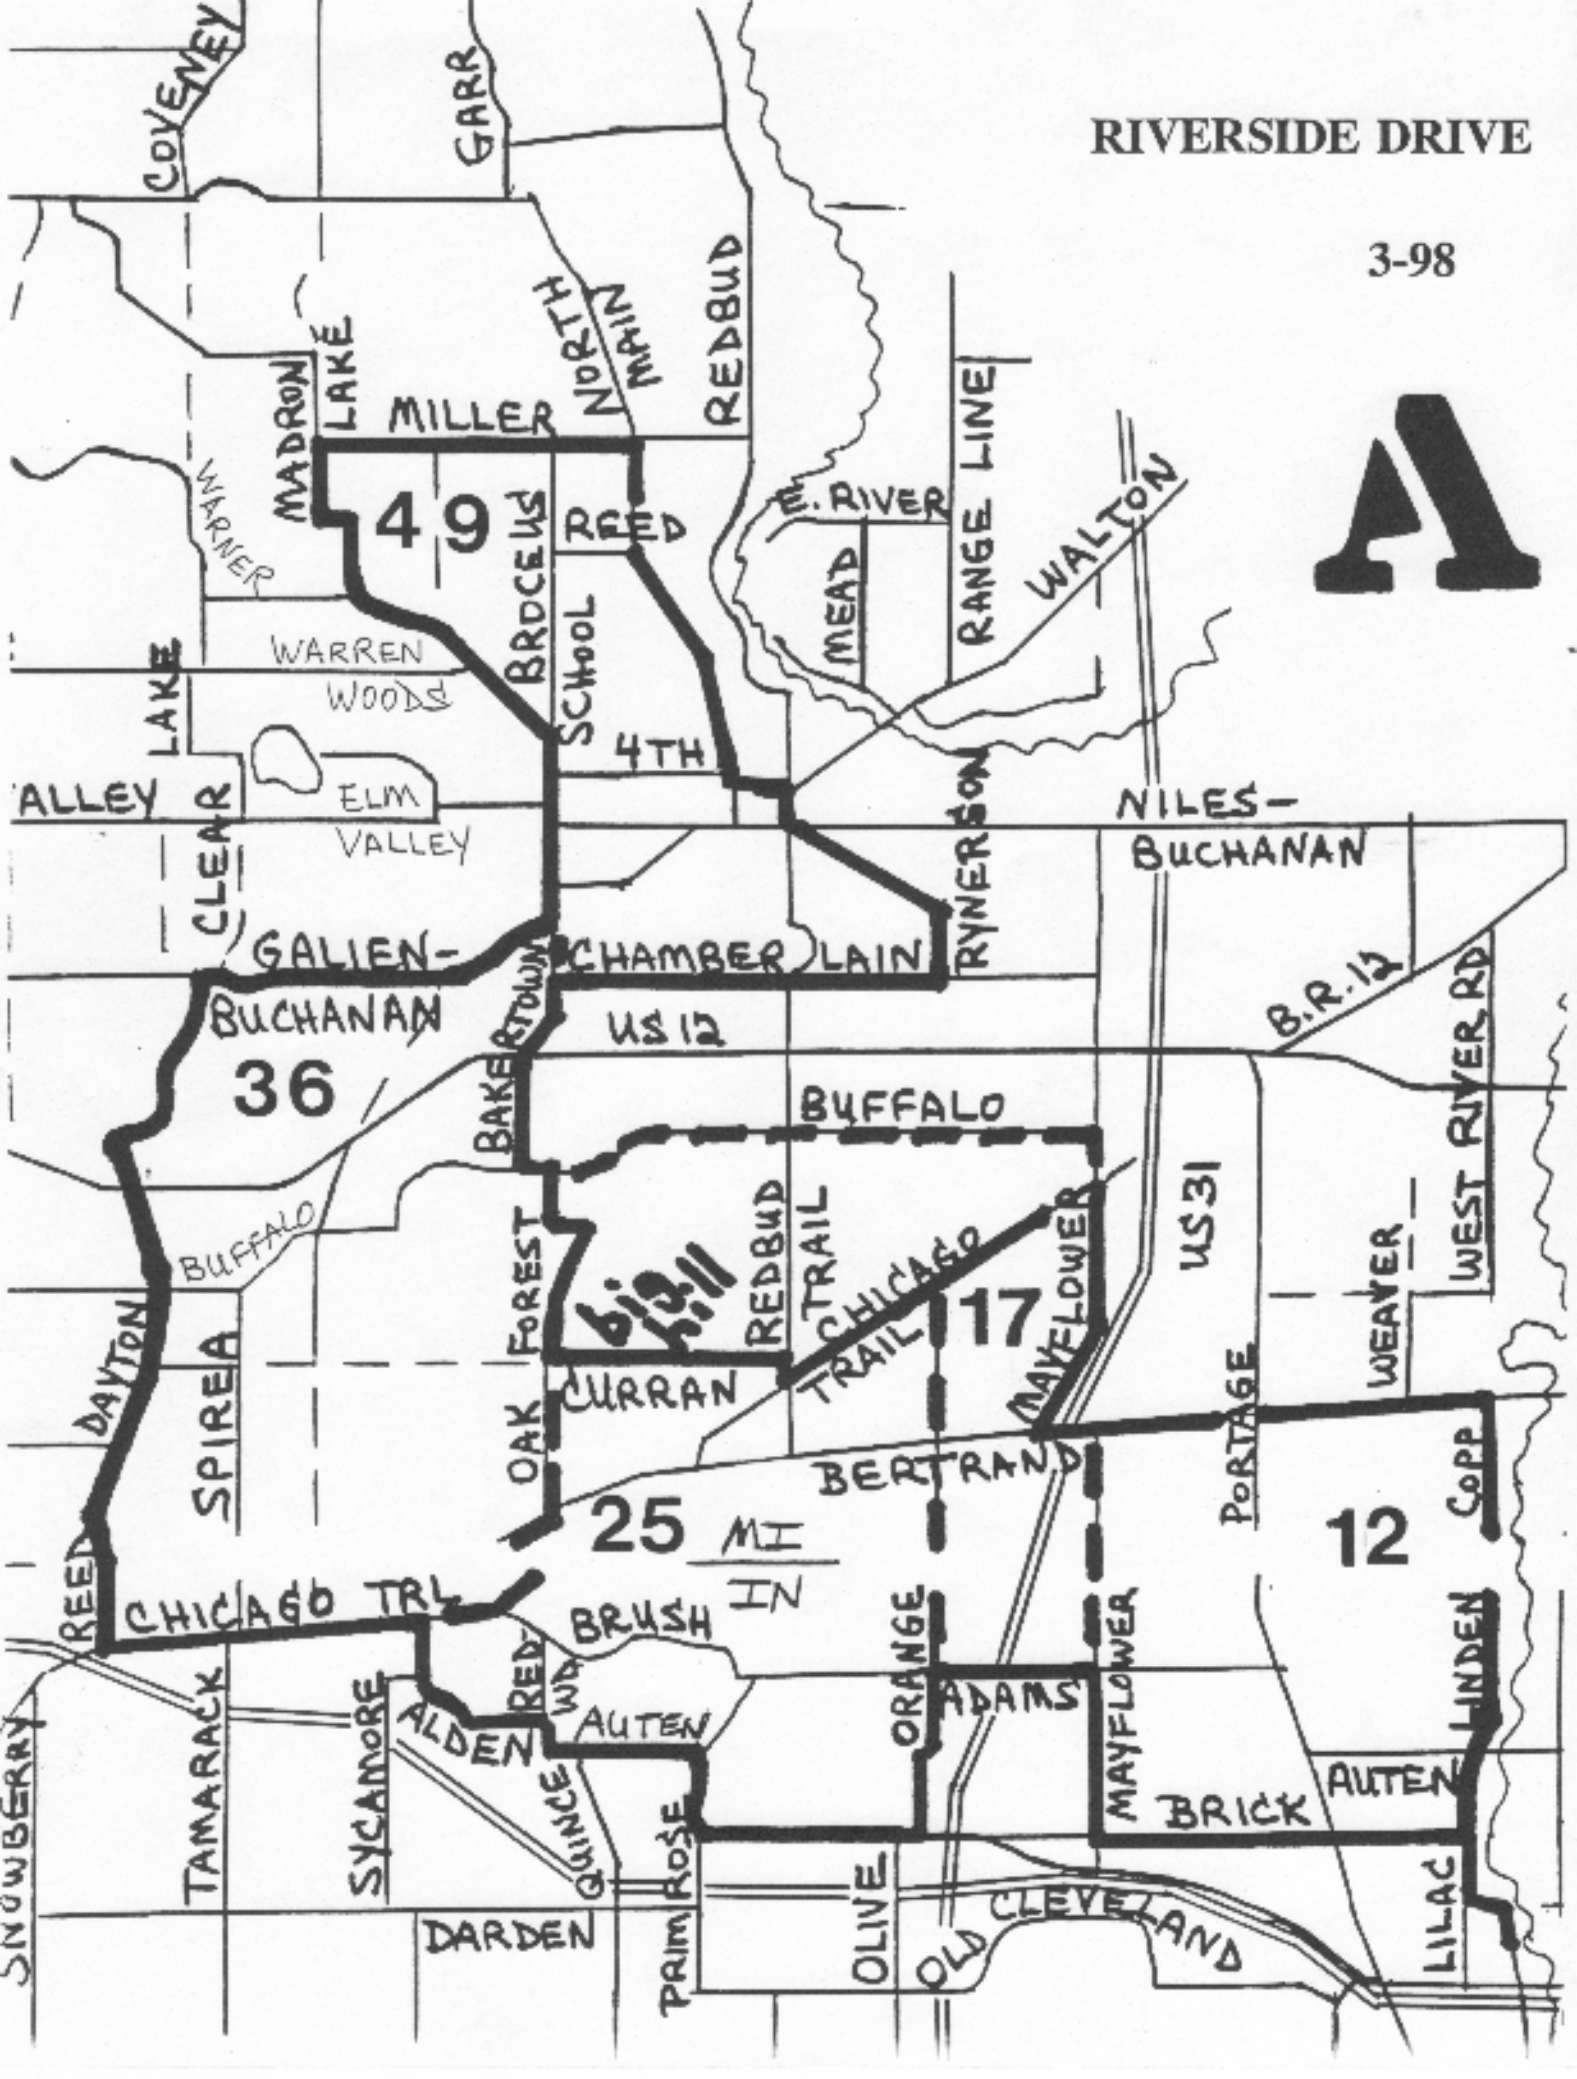 COVENEY
GARR
RIVERSIDE DRIVE
3-98
A
REDBUD
NORTH
MAIN
MADRON
LAKE
MILLER
49
BROCEUS
SCHOOL
REED
E. RIVER
MEAD
RANGE LINE
WALTON
WARNER
WARREN
WOODS
CLEAR
LAKE
4TH
ALLEY
ELM
VALLEY
RYNERSON
NILES-
BUCHANAN
GALIEN-
BUCHANAN
CHAMBERLAIN
BAKERTOWN
US 12
B.R. 12
WEST RIVER RD
36
BUFFALO
BUFFALO
US 31
big
hill
REDBUD
TRAIL
CHICAGO
TRAIL
17
MAYFLOWER
OAK FOREST
CURRAN
DAYTON
SPIREA
PORTAGE
WEAVER
BERTRAND
25
MI
IN
12
COPP
REED
CHICAGO TRL
RED-
WD
BRUSH
ORANGE
ADAMS
MAYFLOWER
LINDEN
ALDEN
AUTEN
AUTEN
BRICK
SNOWBERRY
TAMARACK
SYCAMORE
QUINCE
PRIMROSE
OLIVE
OLD
CLEVELAND
LILAC
DARDEN